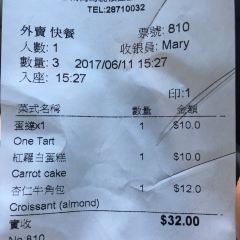 TEL:28710032
外賣 快餐 票號: 810
人數: 1 收銀員: Mary
數量: 3 2017/06/11 15:27
入座: 15:27
印:1
菜式名稱 數量 金額
蛋撻x1 1 $10.0
One Tart
紅蘿白蛋糕 1 $10.0
Carrot cake
杏仁牛角包 1 $12.0
Croissant (almond)
實收 $32.00
No 810